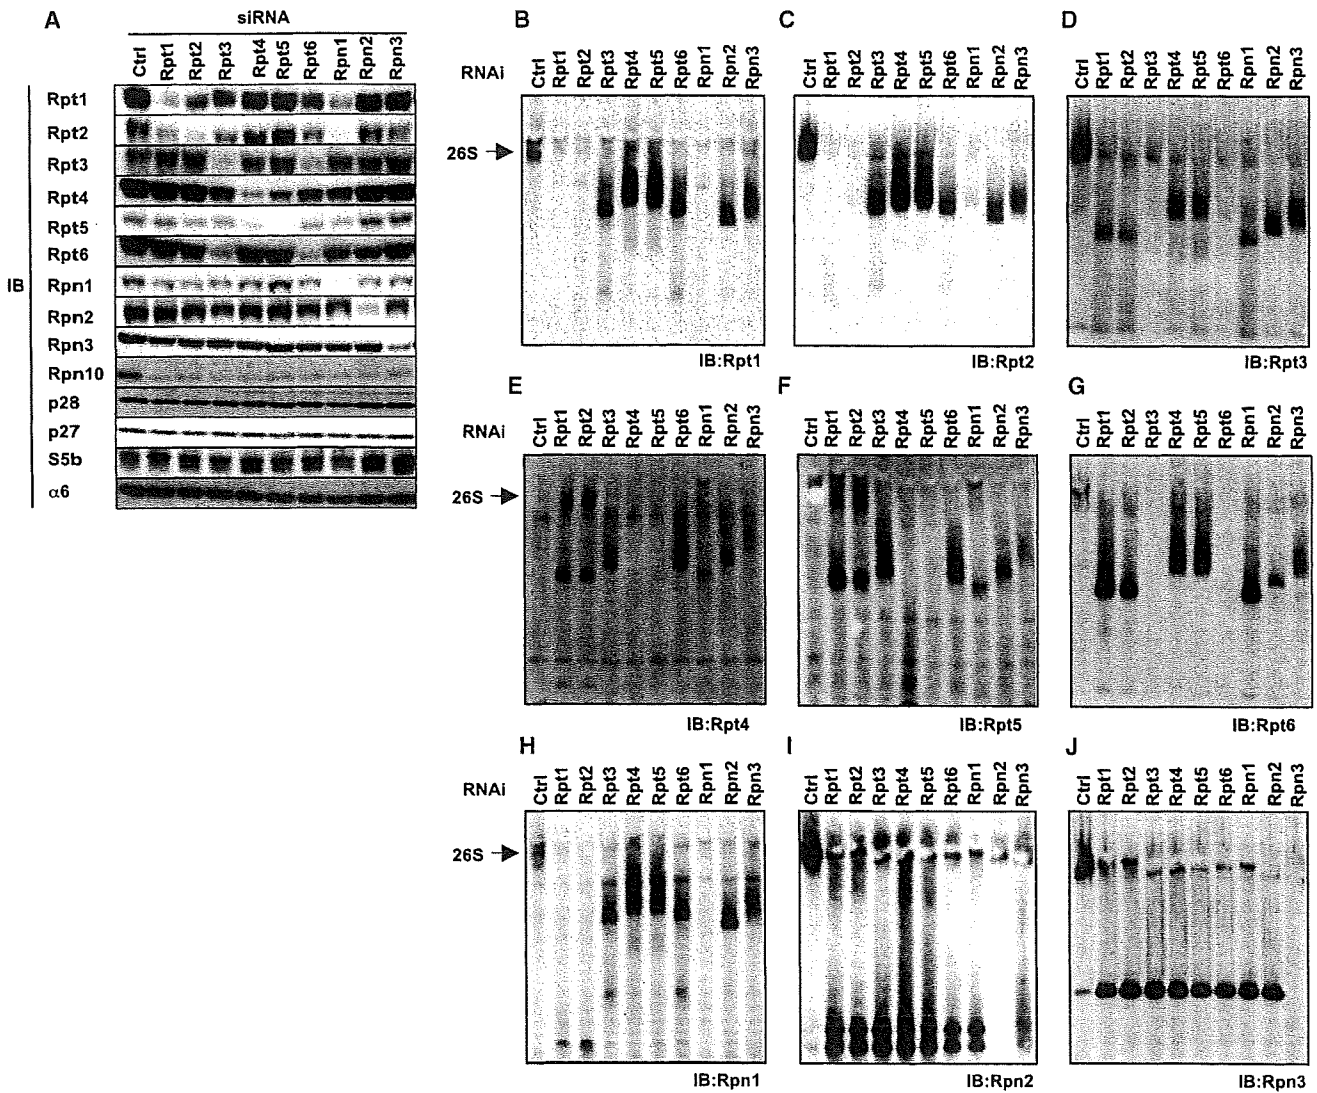 A
siRNA
Ctrl Rpt1 Rpt2 Rpt3 Rpt4 Rpt5 Rpt6 Rpn1 Rpn2 Rpn3
IB
Rpt1
Rpt2
Rpt3
Rpt4
Rpt5
Rpt6
Rpn1
Rpn2
Rpn3
Rpn10
p28
p27
S5b
α6
B
RNAi
Ctrl Rpt1 Rpt2 Rpt3 Rpt4 Rpt5 Rpt6 Rpn1 Rpn2 Rpn3
26S
IB:Rpt1
C
Ctrl Rpt1 Rpt2 Rpt3 Rpt4 Rpt5 Rpt6 Rpn1 Rpn2 Rpn3
IB:Rpt2
D
Ctrl Rpt1 Rpt2 Rpt3 Rpt4 Rpt5 Rpt6 Rpn1 Rpn2 Rpn3
IB:Rpt3
E
RNAi
Ctrl Rpt1 Rpt2 Rpt3 Rpt4 Rpt5 Rpt6 Rpn1 Rpn2 Rpn3
26S
IB:Rpt4
F
Ctrl Rpt1 Rpt2 Rpt3 Rpt4 Rpt5 Rpt6 Rpn1 Rpn2 Rpn3
IB:Rpt5
G
Ctrl Rpt1 Rpt2 Rpt3 Rpt4 Rpt5 Rpt6 Rpn1 Rpn2 Rpn3
IB:Rpt6
H
RNAi
Ctrl Rpt1 Rpt2 Rpt3 Rpt4 Rpt5 Rpt6 Rpn1 Rpn2 Rpn3
26S
IB:Rpn1
I
Ctrl Rpt1 Rpt2 Rpt3 Rpt4 Rpt5 Rpt6 Rpn1 Rpn2 Rpn3
IB:Rpn2
J
Ctrl Rpt1 Rpt2 Rpt3 Rpt4 Rpt5 Rpt6 Rpn1 Rpn2 Rpn3
IB:Rpn3